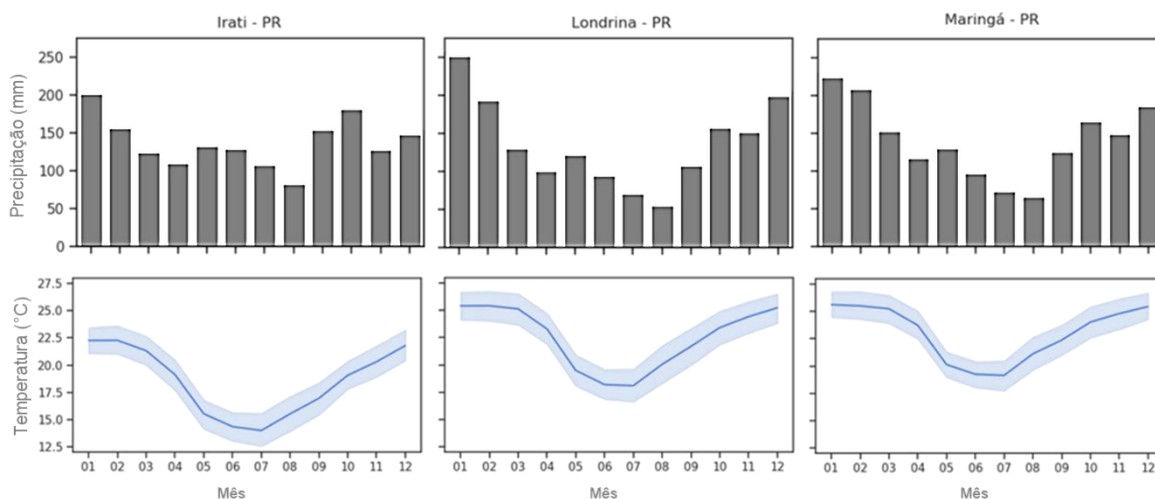 Irati - PR
Londrina - PR
Maringá - PR
Precipitação (mm)
250
200
150
100
50
0
Temperatura (°C)
27.5
25.0
22.5
20.0
17.5
15.0
12.5
01 02 03 04 05 06 07 08 09 10 11 12
01 02 03 04 05 06 07 08 09 10 11 12
01 02 03 04 05 06 07 08 09 10 11 12
Mês
Mês
Mês